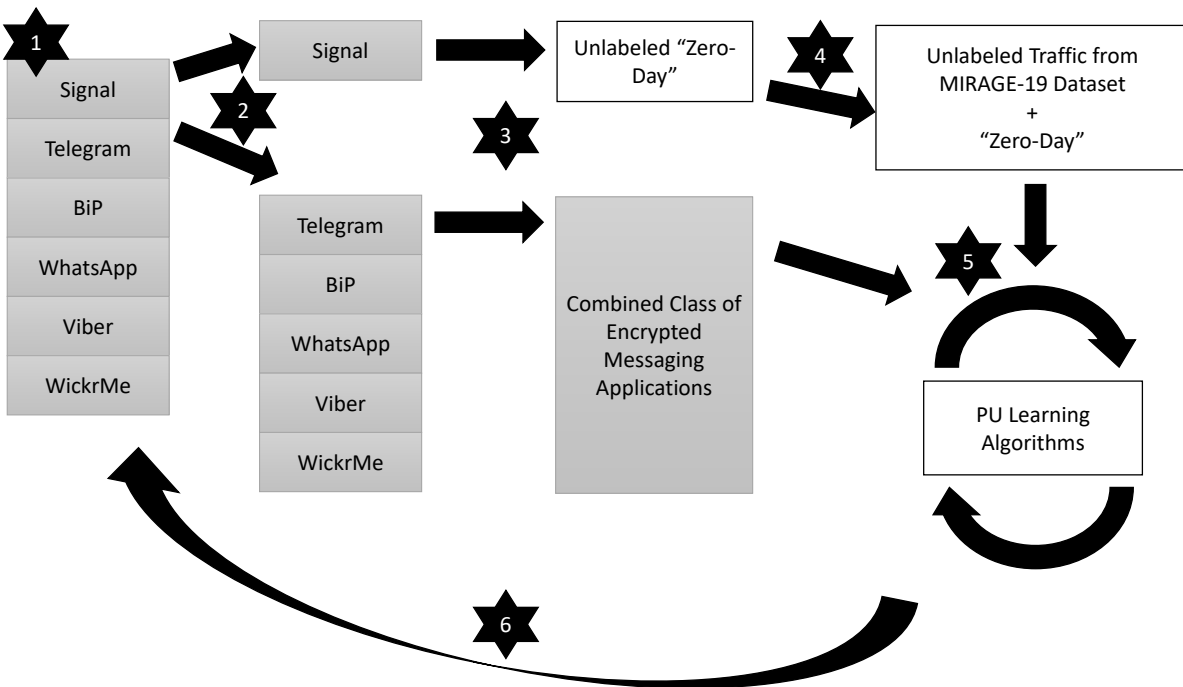 1
Signal
Telegram
BiP
WhatsApp
Viber
WickrMe
2
Signal
Telegram
BiP
WhatsApp
Viber
WickrMe
3
Unlabeled “Zero-
Day”
Combined Class of
Encrypted
Messaging
Applications
4
Unlabeled Traffic from
MIRAGE-19 Dataset
+
“Zero-Day”
5
PU Learning
Algorithms
6